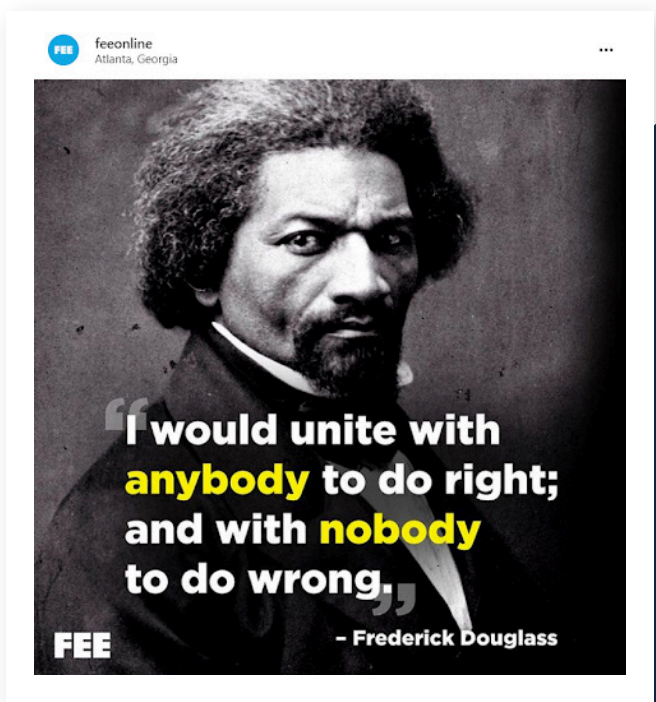 FEE
feeonline
Atlanta, Georgia
“I would unite with
anybody to do right;
and with nobody
to do wrong.”
– Frederick Douglass
FEE